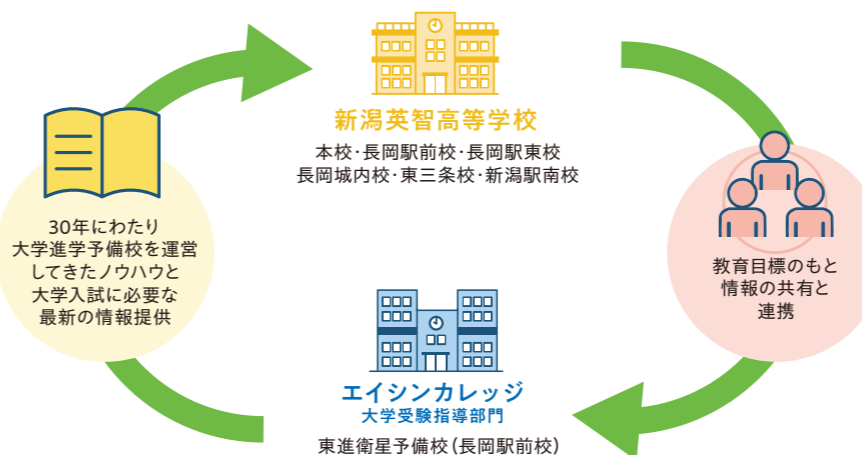 新潟英智高等学校
本校・長岡駅前校・長岡駅東校
長岡城内校・東三条校・新潟駅南校
30年にわたり
大学進学予備校を運営
してきたノウハウと
大学入試に必要な
最新の情報提供
教育目標のもと
情報の共有と
連携
エイシンカレッジ
大学受験指導部門
東進衛星予備校(長岡駅前校)